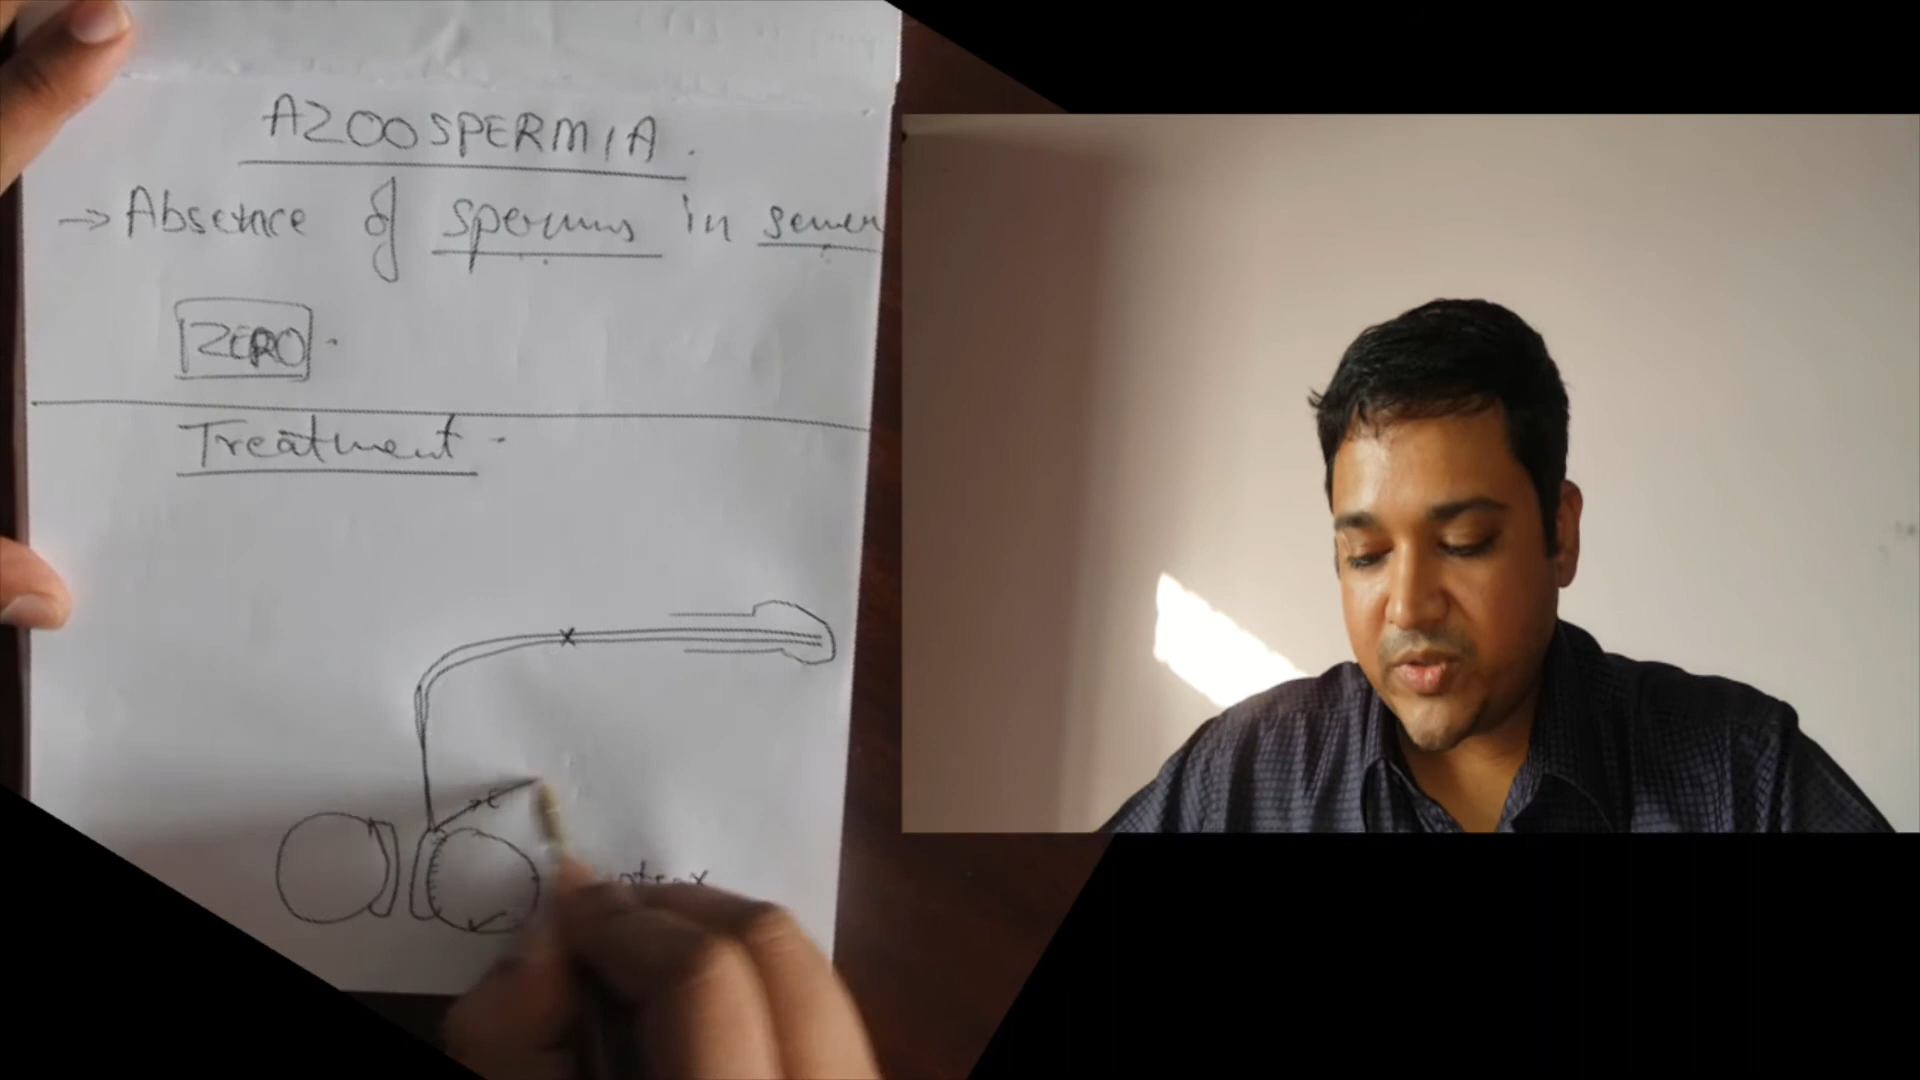 AZOOSPERMIA.
→ Absence of sperms in semen
ZERO.
Treatment.